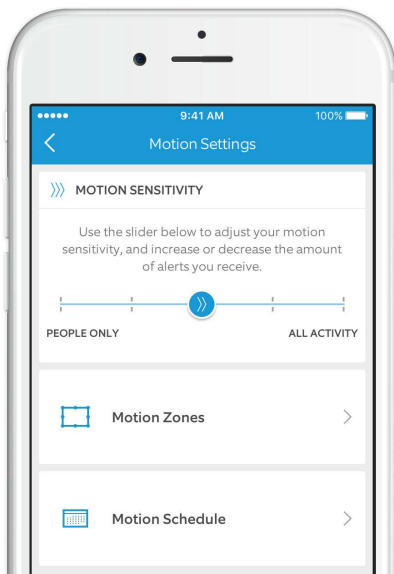 9:41 AM
100%
Motion Settings
MOTION SENSITIVITY
Use the slider below to adjust your motion
sensitivity, and increase or decrease the amount
of alerts you receive.
PEOPLE ONLY
ALL ACTIVITY
Motion Zones
Motion Schedule